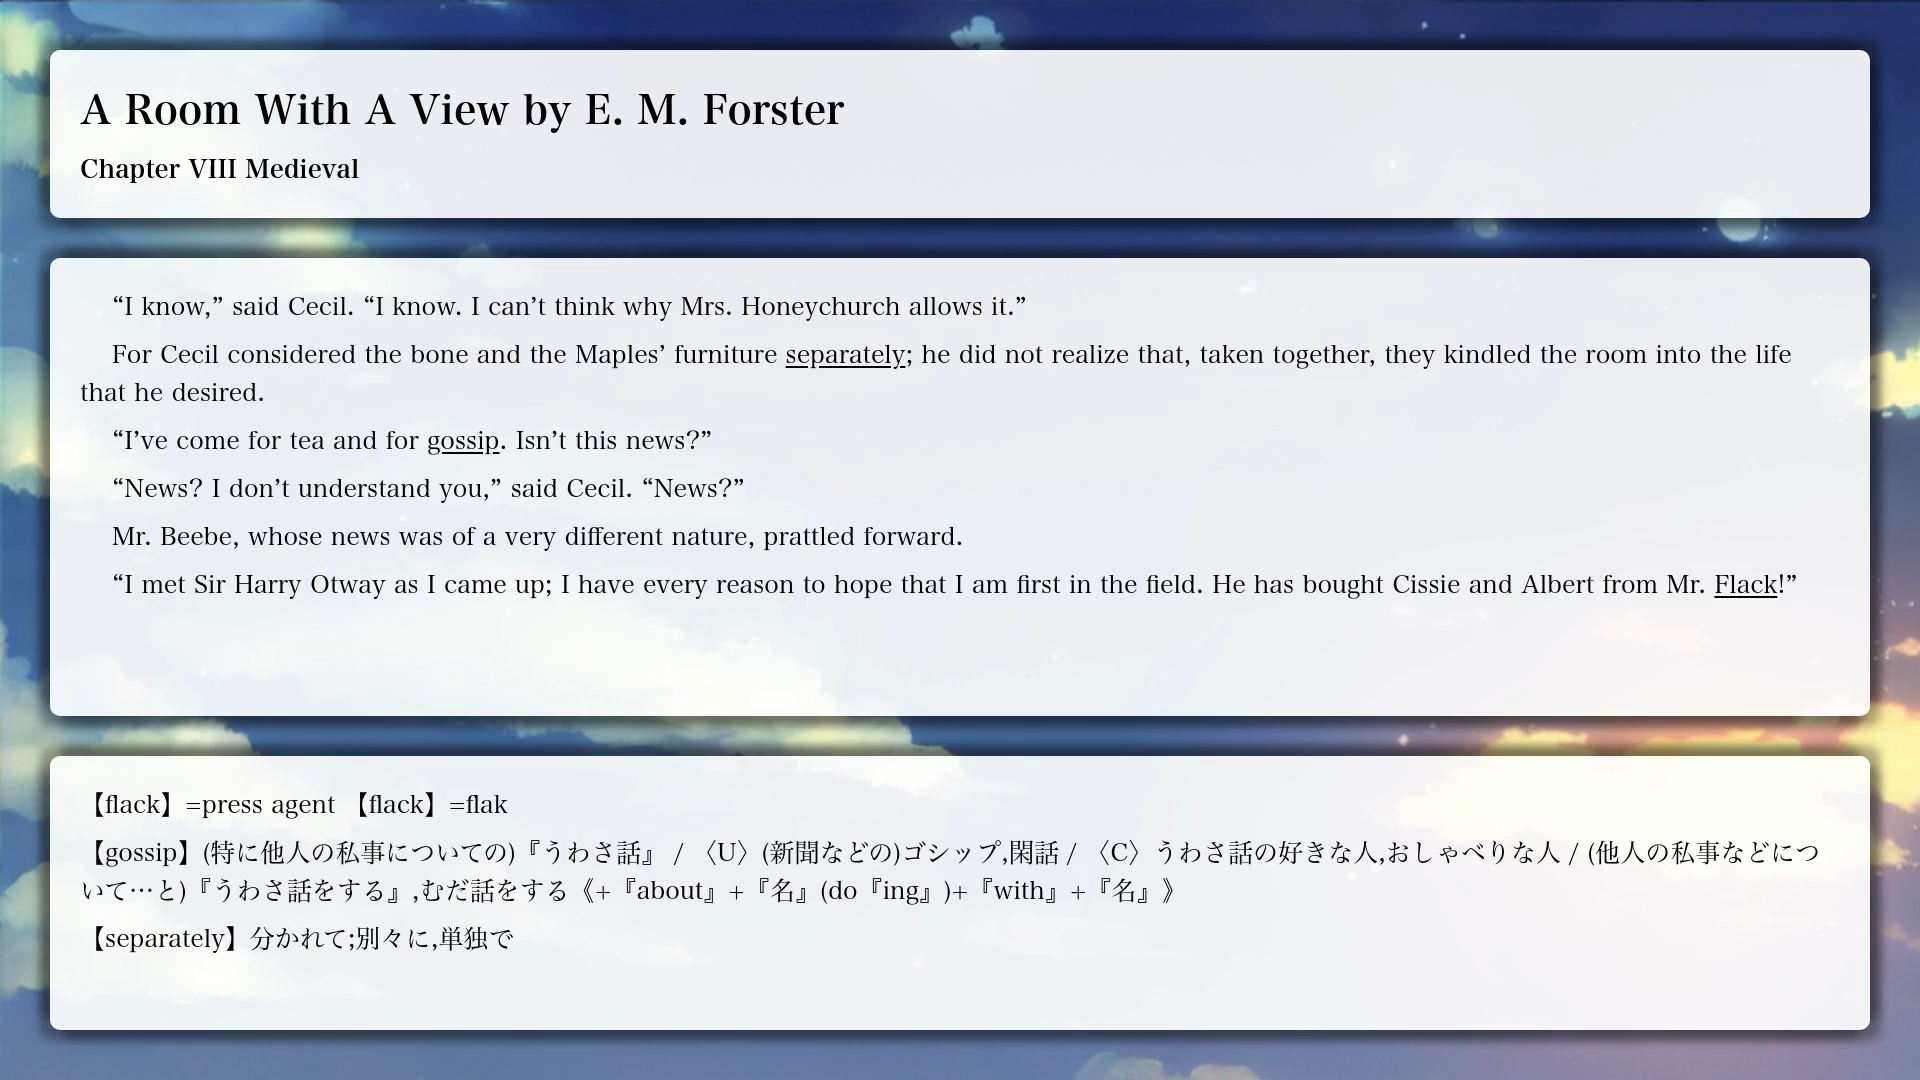 A Room With A View by E. M. Forster
Chapter VIII Medieval
“I know,” said Cecil. “I know. I can’t think why Mrs. Honeychurch allows it.”
For Cecil considered the bone and the Maples’ furniture separately; he did not realize that, taken together, they kindled the room into the life
that he desired.
“I’ve come for tea and for gossip. Isn’t this news?”
“News? I don’t understand you,” said Cecil. “News?”
Mr. Beebe, whose news was of a very different nature, prattled forward.
“I met Sir Harry Otway as I came up; I have every reason to hope that I am first in the field. He has bought Cissie and Albert from Mr. Flack!”
【flack】=press agent 【flack】=flak
【gossip】(特に他人の私事についての)『うわさ話』 / 〈U〉(新聞などの)ゴシップ,閑話 / 〈C〉うわさ話の好きな人,おしゃべりな人 / (他人の私事などにつ
いて…と)『うわさ話をする』,むだ話をする《+『about』+『名』(do『ing』)+『with』+『名』》
【separately】分かれて;別々に,単独で